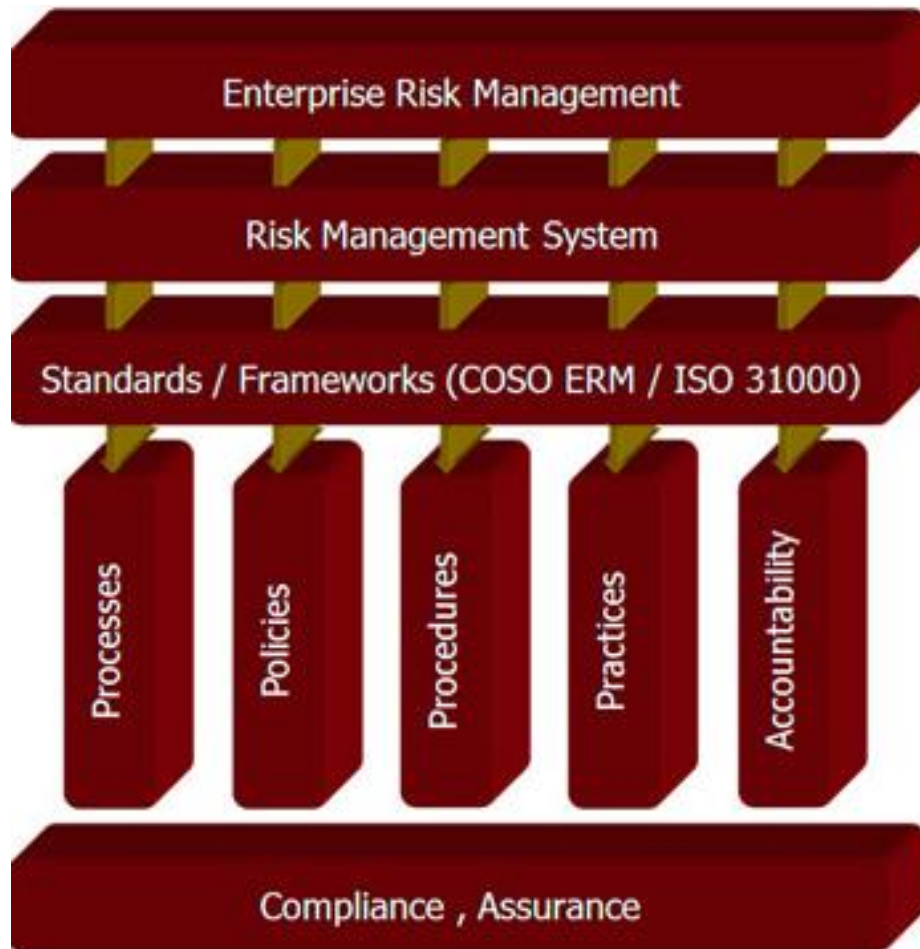 Enterprise Risk Management
Risk Management System
Standards / Frameworks (COSO ERM / ISO 31000)
Processes
Policies
Procedures
Practices
Accountability
Compliance , Assurance